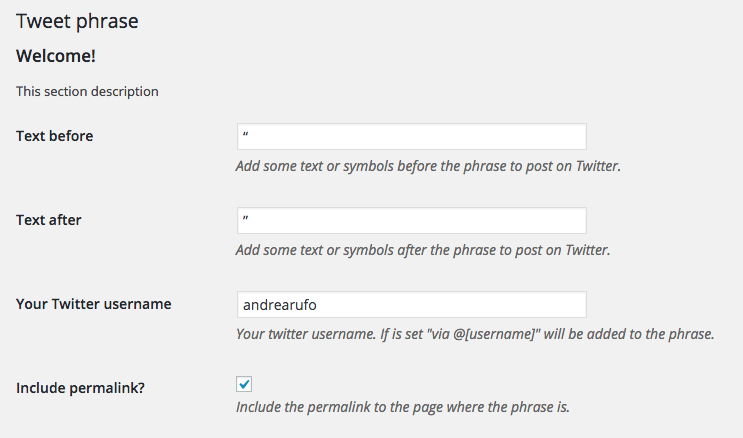 Tweet phrase
Welcome!
This section description
Text before
“
Add some text or symbols before the phrase to post on Twitter.
Text after
”
Add some text or symbols after the phrase to post on Twitter.
Your Twitter username
andrearufo
Your twitter username. If is set "via @[username]" will be added to the phrase.
Include permalink?
Include the permalink to the page where the phrase is.